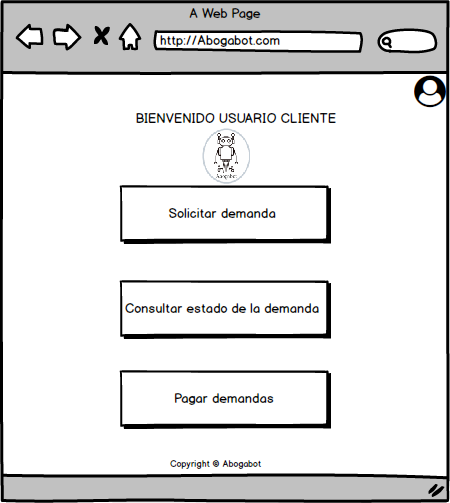 A Web Page
http://Abogabot.com
BIENVENIDO USUARIO CLIENTE
Abogabot
Solicitar demanda
Consultar estado de la demanda
Pagar demandas
Copyright © Abogabot